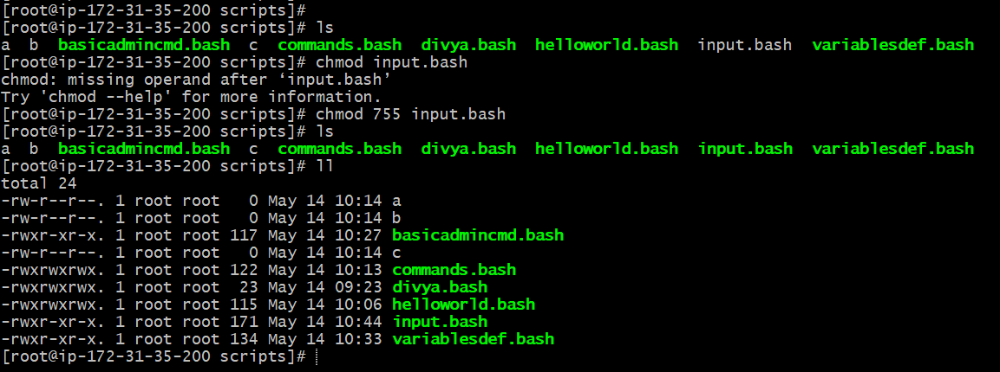 [root@ip-172-31-35-200 scripts]#
[root@ip-172-31-35-200 scripts]# ls
a  b  basicadmincmd.bash  c  commands.bash  divya.bash  helloworld.bash  input.bash  variablesdef.bash
[root@ip-172-31-35-200 scripts]# chmod input.bash
chmod: missing operand after ‘input.bash’
Try 'chmod --help' for more information.
[root@ip-172-31-35-200 scripts]# chmod 755 input.bash
[root@ip-172-31-35-200 scripts]# ls
a  b  basicadmincmd.bash  c  commands.bash  divya.bash  helloworld.bash  input.bash  variablesdef.bash
[root@ip-172-31-35-200 scripts]# ll
total 24
-rw-r--r--. 1 root root   0 May 14 10:14 a
-rw-r--r--. 1 root root   0 May 14 10:14 b
-rwxr-xr-x. 1 root root 117 May 14 10:27 basicadmincmd.bash
-rw-r--r--. 1 root root   0 May 14 10:14 c
-rwxrwxrwx. 1 root root 122 May 14 10:13 commands.bash
-rwxrwxrwx. 1 root root  23 May 14 09:23 divya.bash
-rwxrwxrwx. 1 root root 115 May 14 10:06 helloworld.bash
-rwxr-xr-x. 1 root root 171 May 14 10:44 input.bash
-rwxr-xr-x. 1 root root 134 May 14 10:33 variablesdef.bash
[root@ip-172-31-35-200 scripts]#